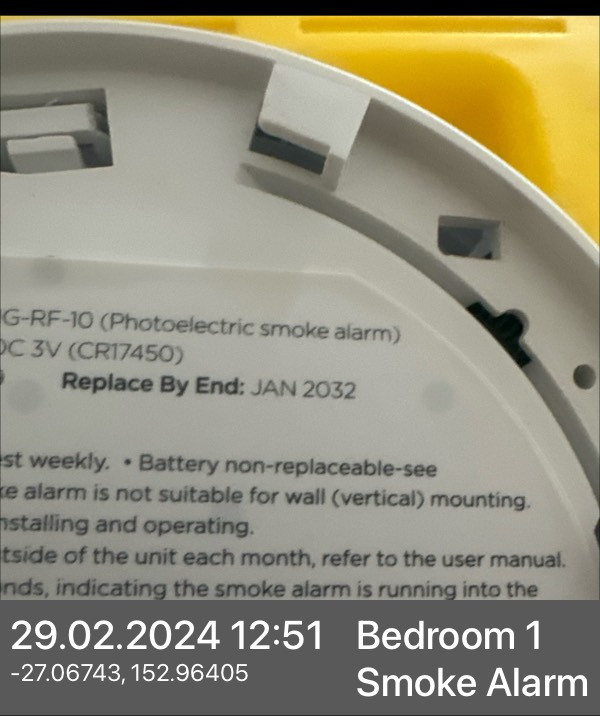 G-RF-10 (Photoelectric smoke alarm)
DC 3V (CR17450)
Replace By End: JAN 2032
st weekly. • Battery non-replaceable-see
ke alarm is not suitable for wall (vertical) mounting.
nstalling and operating.
tside of the unit each month, refer to the user manual.
nds, indicating the smoke alarm is running into the
29.02.2024 12:51
-27.06743, 152.96405
Bedroom 1
Smoke Alarm